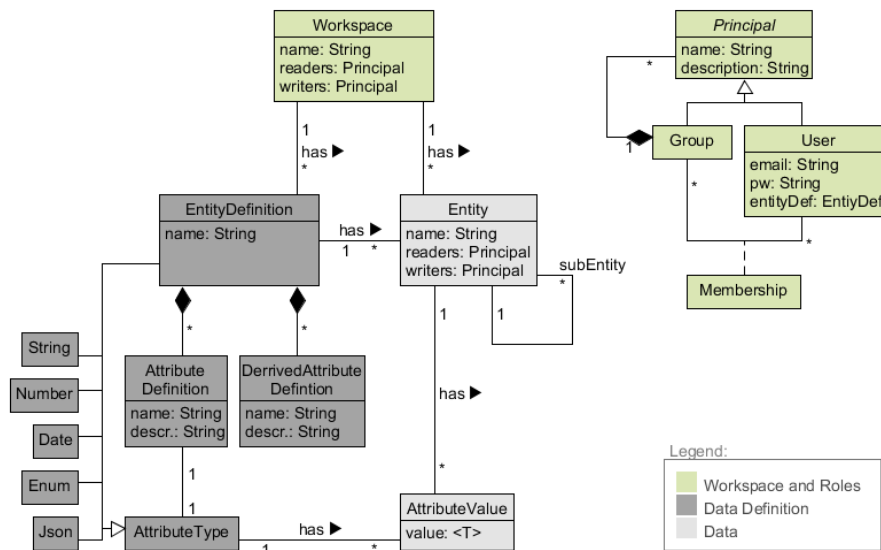 Workspace
name: String
readers: Principal
writers: Principal
Principal
name: String
description: String
*
1
Group
User
email: String
pw: String
entityDef: EntiyDef
*
*
Membership
1
has ▶
*
1
has ▶
*
EntityDefinition
name: String
has ▶
1
*
Entity
name: String
readers: Principal
writers: Principal
subEntity
*
1
1
*
*
String
Number
Date
Enum
Json
Attribute
Definition
name: String
descr.: String
DerrivedAttribute
Defintion
name: String
descr.: String
has ▶
*
1
1
AttributeType
has ▶
1
*
AttributeValue
value: <T>
Legend:
Workspace and Roles
Data Definition
Data